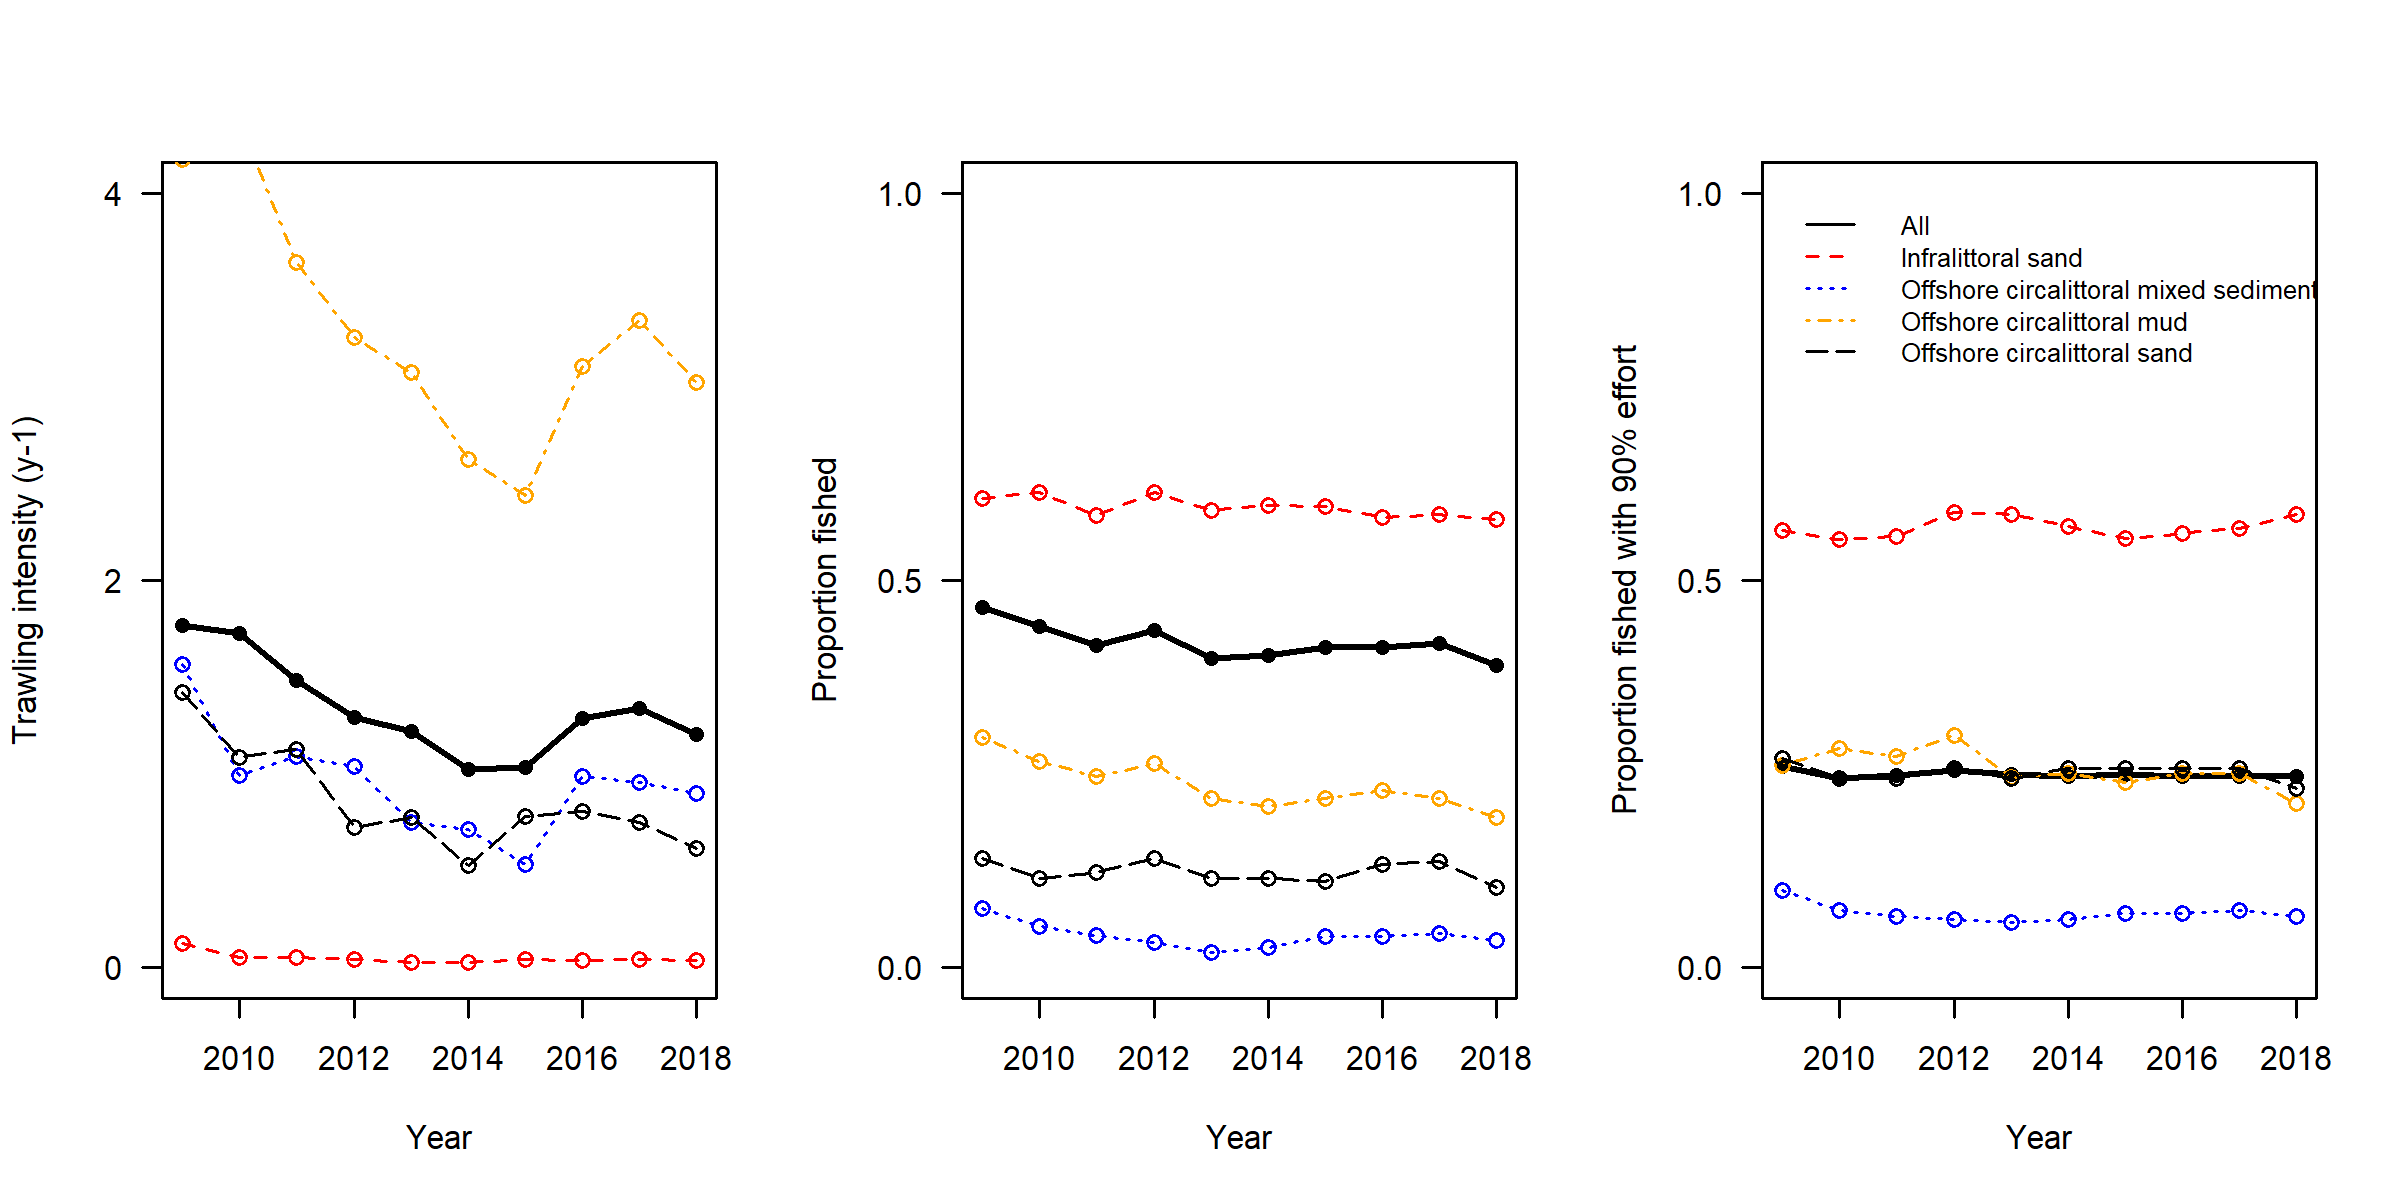 Trawling intensity (y-1)
4
2
0
2010 2012 2014 2016 2018
Year
Proportion fished
1.0
0.5
0.0
2010 2012 2014 2016 2018
Year
Proportion fished with 90% effort
1.0
0.5
0.0
All
Infralittoral sand
Offshore circalittoral mixed sediment
Offshore circalittoral mud
Offshore circalittoral sand
2010 2012 2014 2016 2018
Year